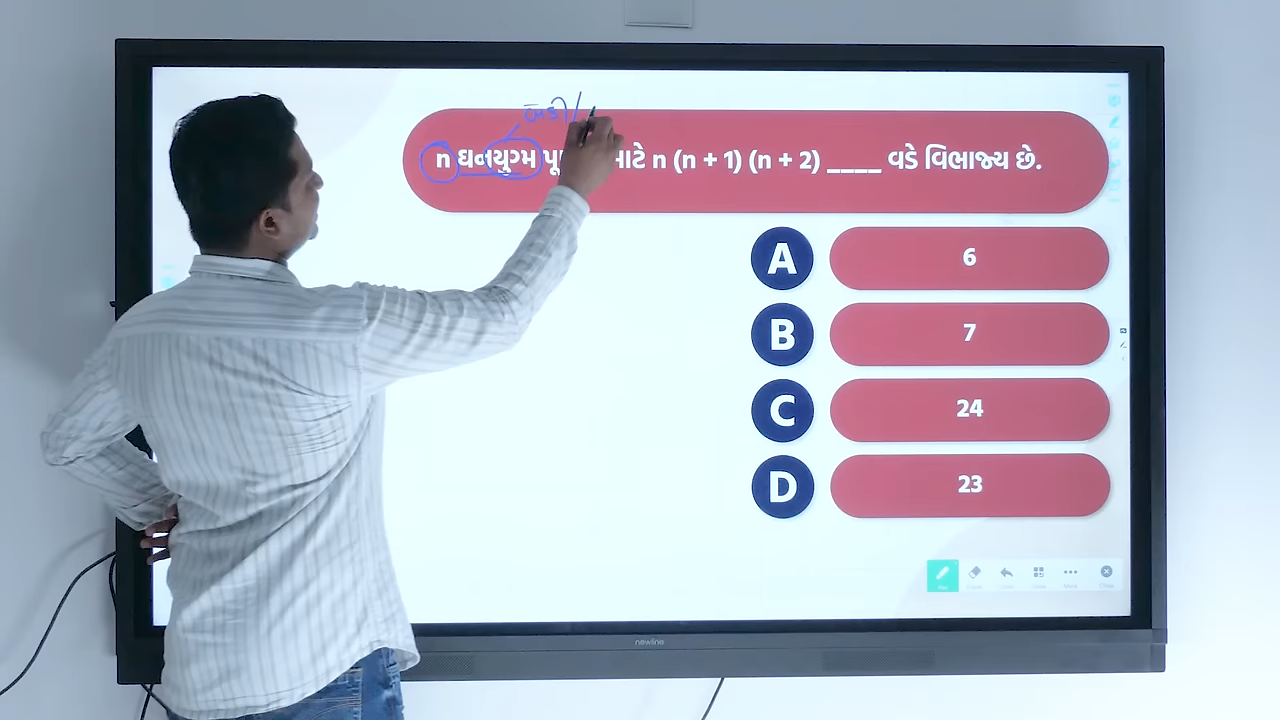 બેકી/
n ઘનયુગ્મ પૂ માટે n (n + 1) (n + 2) ____ વડે વિભાજ્ય છે.
A 6
B 7
C 24
D 23
newline